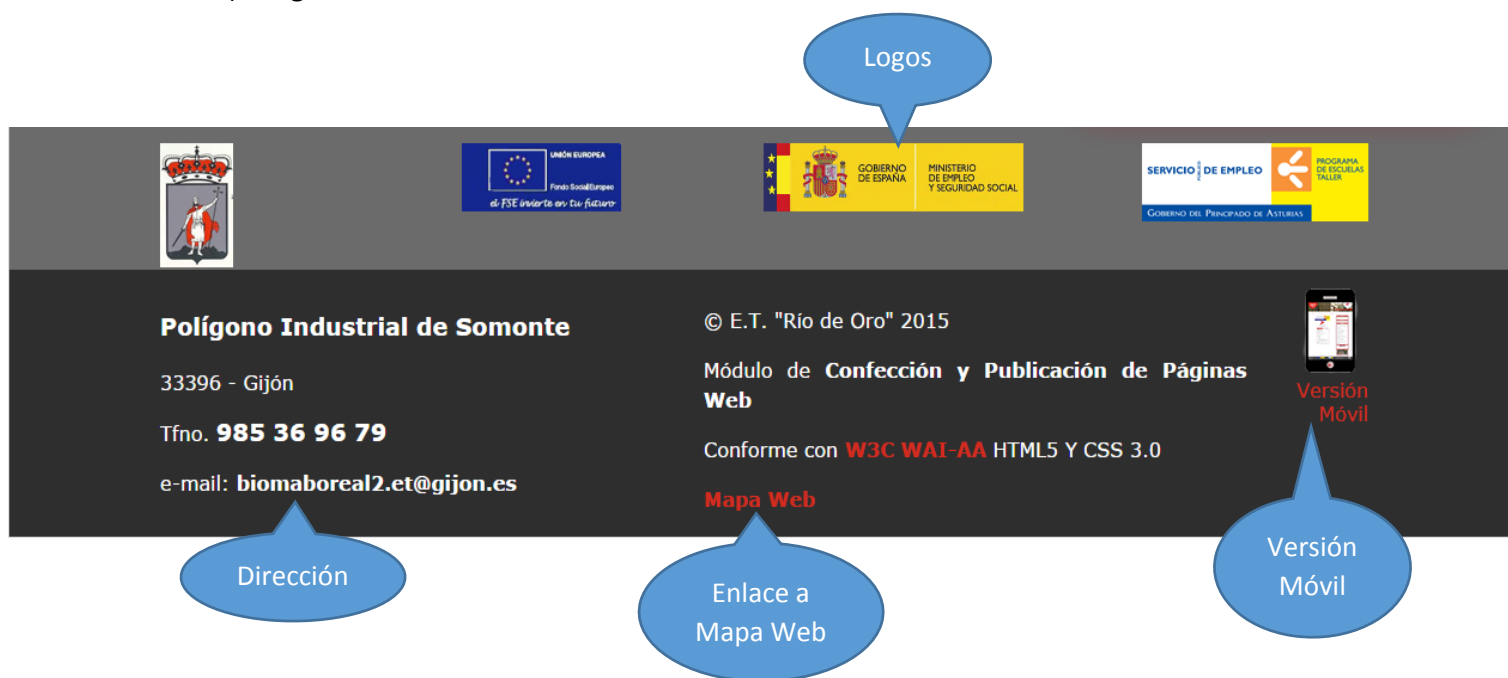 Logos
UNIÓN EUROPEA
Fondo Social Europeo
el FSE invierte en tu futuro
GOBIERNO
DE ESPAÑA
MINISTERIO
DE EMPLEO
Y SEGURIDAD SOCIAL
SERVICIO DE EMPLEO
PROGRAMA
DE ESCUELAS
TALLER
GOBIERNO DEL PRINCIPADO DE ASTURIAS
Polígono Industrial de Somonte
33396 - Gijón
Tfno. 985 36 96 79
e-mail: biomaboreal2.et@gijon.es
© E.T. "Río de Oro" 2015
Módulo de Confección y Publicación de Páginas
Web
Conforme con W3C WAI-AA HTML5 Y CSS 3.0
Mapa Web
Versión
Móvil
Dirección
Enlace a
Mapa Web
Versión
Móvil